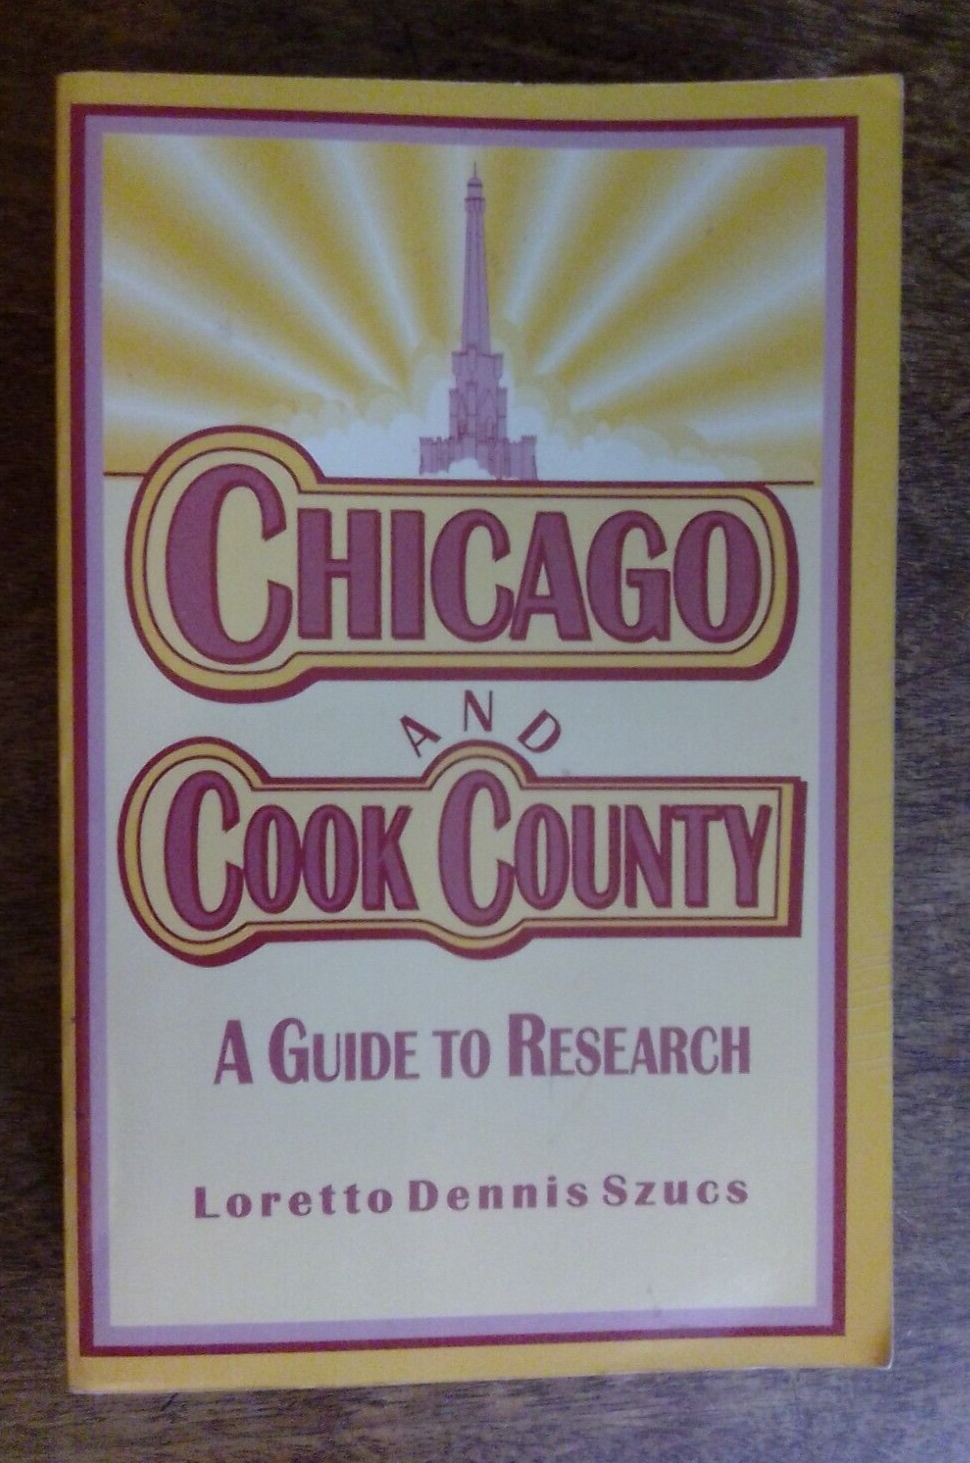 CHICAGO
AND
COOK COUNTY
A GUIDE TO RESEARCH
Loretto Dennis Szucs